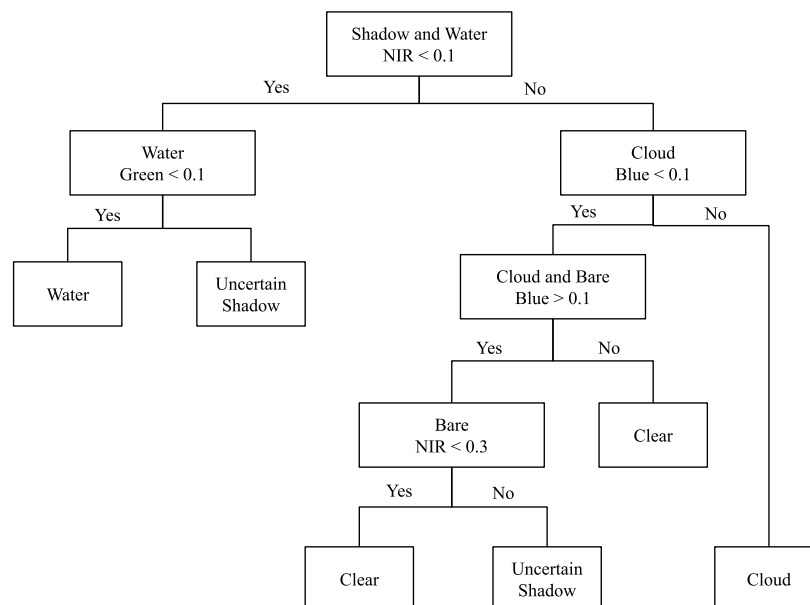 Shadow and Water
NIR < 0.1
Yes
No
Water
Green < 0.1
Cloud
Blue < 0.1
Yes
Yes
No
Water
Uncertain
Shadow
Cloud and Bare
Blue > 0.1
Yes
No
Bare
NIR < 0.3
Clear
Yes
No
Clear
Uncertain
Shadow
Cloud